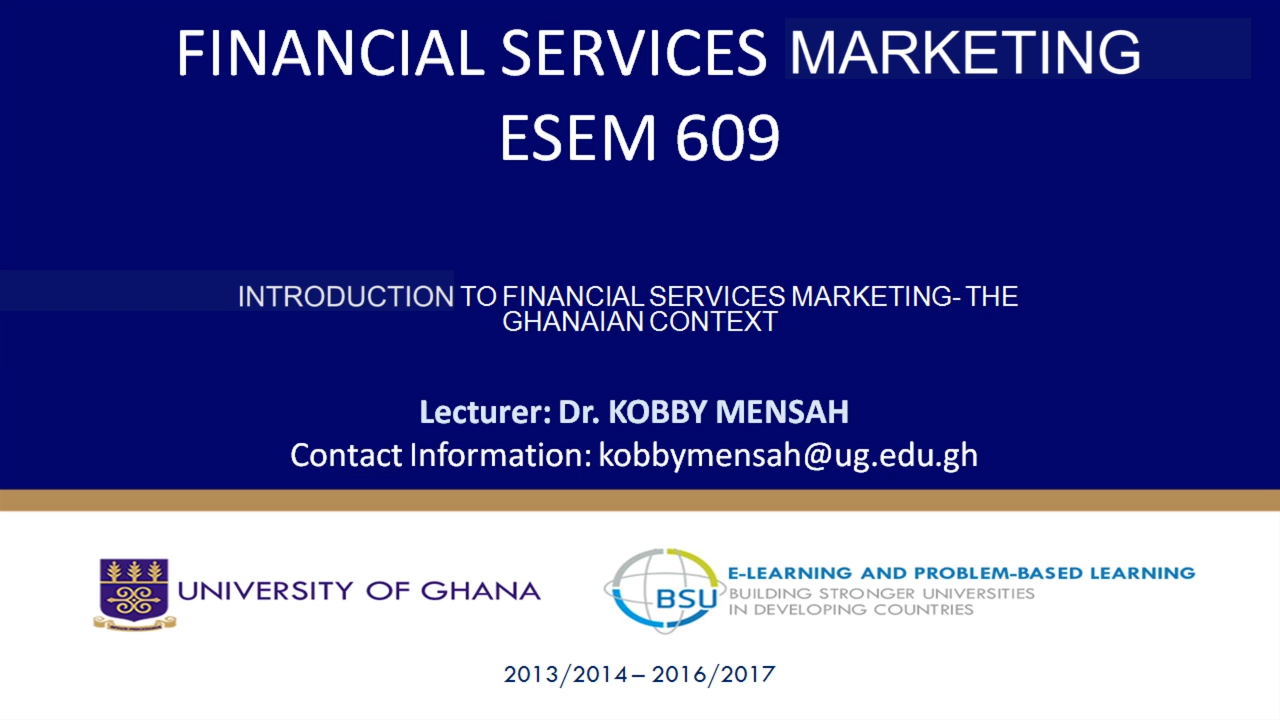 FINANCIAL SERVICES MARKETING
ESEM 609
INTRODUCTION TO FINANCIAL SERVICES MARKETING- THE
GHANAIAN CONTEXT
Lecturer: Dr. KOBBY MENSAH
Contact Information: kobbymensah@ug.edu.gh
UNIVERSITY OF GHANA
BSU
E-LEARNING AND PROBLEM-BASED LEARNING
BUILDING STRONGER UNIVERSITIES
IN DEVELOPING COUNTRIES
2013/2014 – 2016/2017